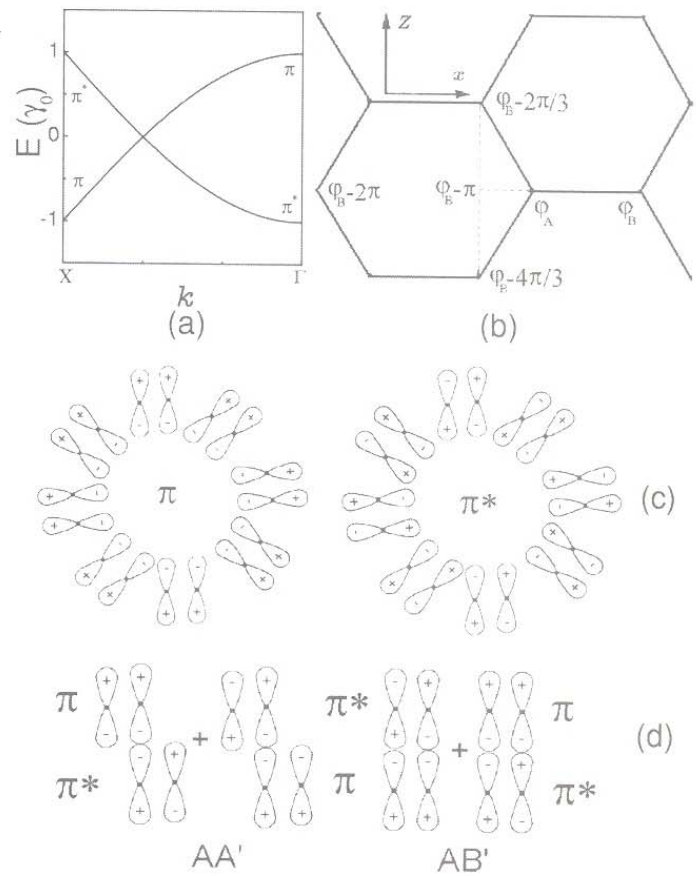 1
0
-1
E (γ₀)
π*
π
π
π*
X
Γ
k
(a)
z
x
φB-2π/3
φB-2π
φB-π
φA
φB
φB-4π/3
(b)
π
π*
(c)
π
π*
+
π
π*
+
π
π*
(d)
AA'
AB'